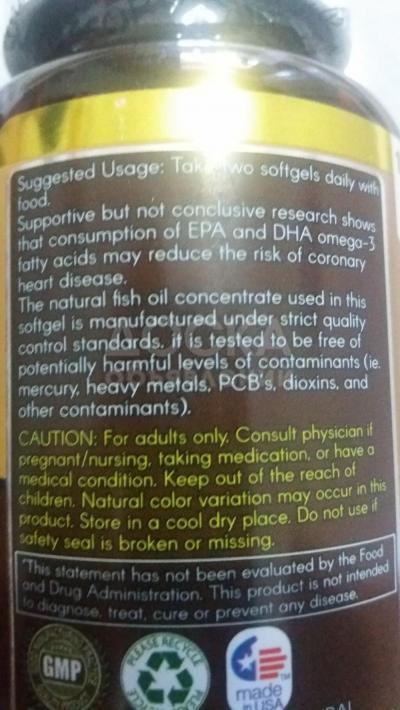 Suggested Usage: Take two softgels daily with
food.
Supportive but not conclusive research shows
that consumption of EPA and DHA omega-3
fatty acids may reduce the risk of coronary
heart disease.
The natural fish oil concentrate used in this
softgel is manufactured under strict quality
control standards. it is tested to be free of
potentially harmful levels of contaminants (ie.
mercury, heavy metals, PCB's, dioxins, and
other contaminants).
CAUTION: For adults only. Consult physician if
pregnant/nursing, taking medication, or have a
medical condition. Keep out of the reach of
children. Natural color variation may occur in this
product. Store in a cool dry place. Do not use if
safety seal is broken or missing.
*This statement has not been evaluated by the Food
and Drug Administration. This product is not intended
to diagnose, treat, cure or prevent any disease.
GMP
PLEASE RECYCLE
made
in USA